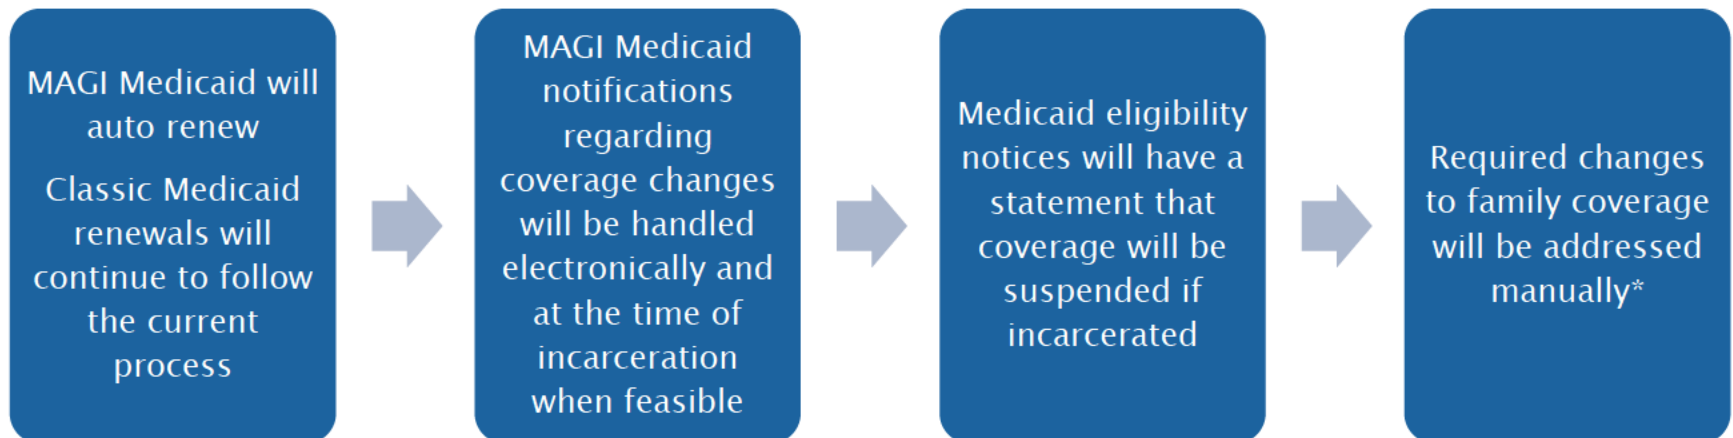 MAGI Medicaid will
auto renew
Classic Medicaid
renewals will
continue to follow
the current
process
MAGI Medicaid
notifications
regarding
coverage changes
will be handled
electronically and
at the time of
incarceration
when feasible
Medicaid eligibility
notices will have a
statement that
coverage will be
suspended if
incarcerated
Required changes
to family coverage
will be addressed
manually*